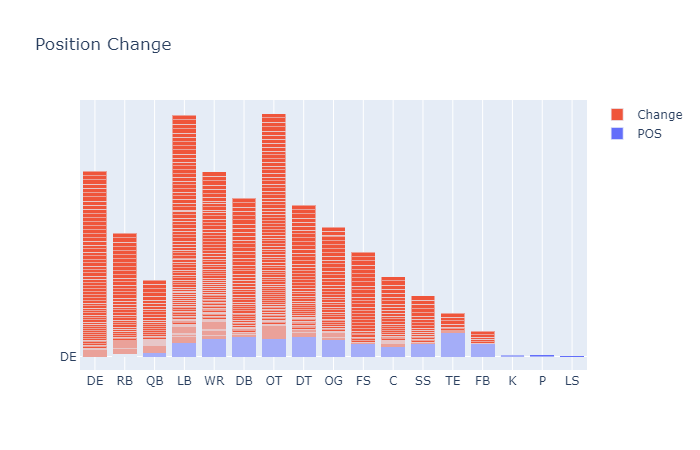 Position Change
Change
POS
DE
DE RB QB LB WR DB OT DT OG FS C SS TE FB K P LS